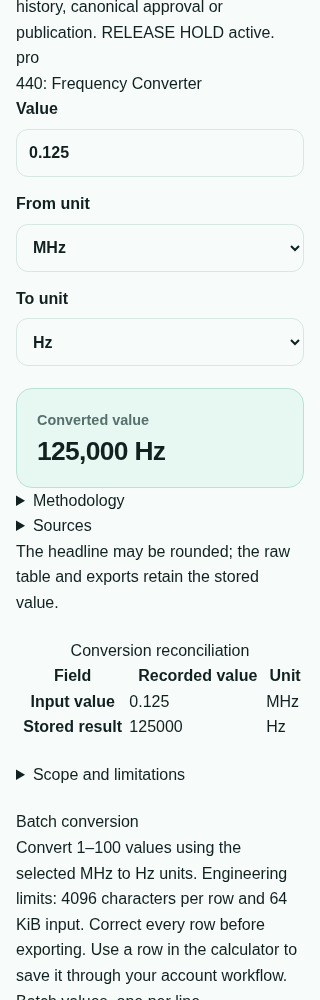 history, canonical approval or
publication. RELEASE HOLD active.
pro
440: Frequency Converter
Value
0.125
From unit
MHz
To unit
Hz
Converted value
125,000 Hz
Methodology
Sources
The headline may be rounded; the raw
table and exports retain the stored
value.
Conversion reconciliation
Field Recorded value Unit
Input value 0.125 MHz
Stored result 125000 Hz
Scope and limitations
Batch conversion
Convert 1–100 values using the
selected MHz to Hz units. Engineering
limits: 4096 characters per row and 64
KiB input. Correct every row before
exporting. Use a row in the calculator to
save it through your account workflow.
Batch values, one per line